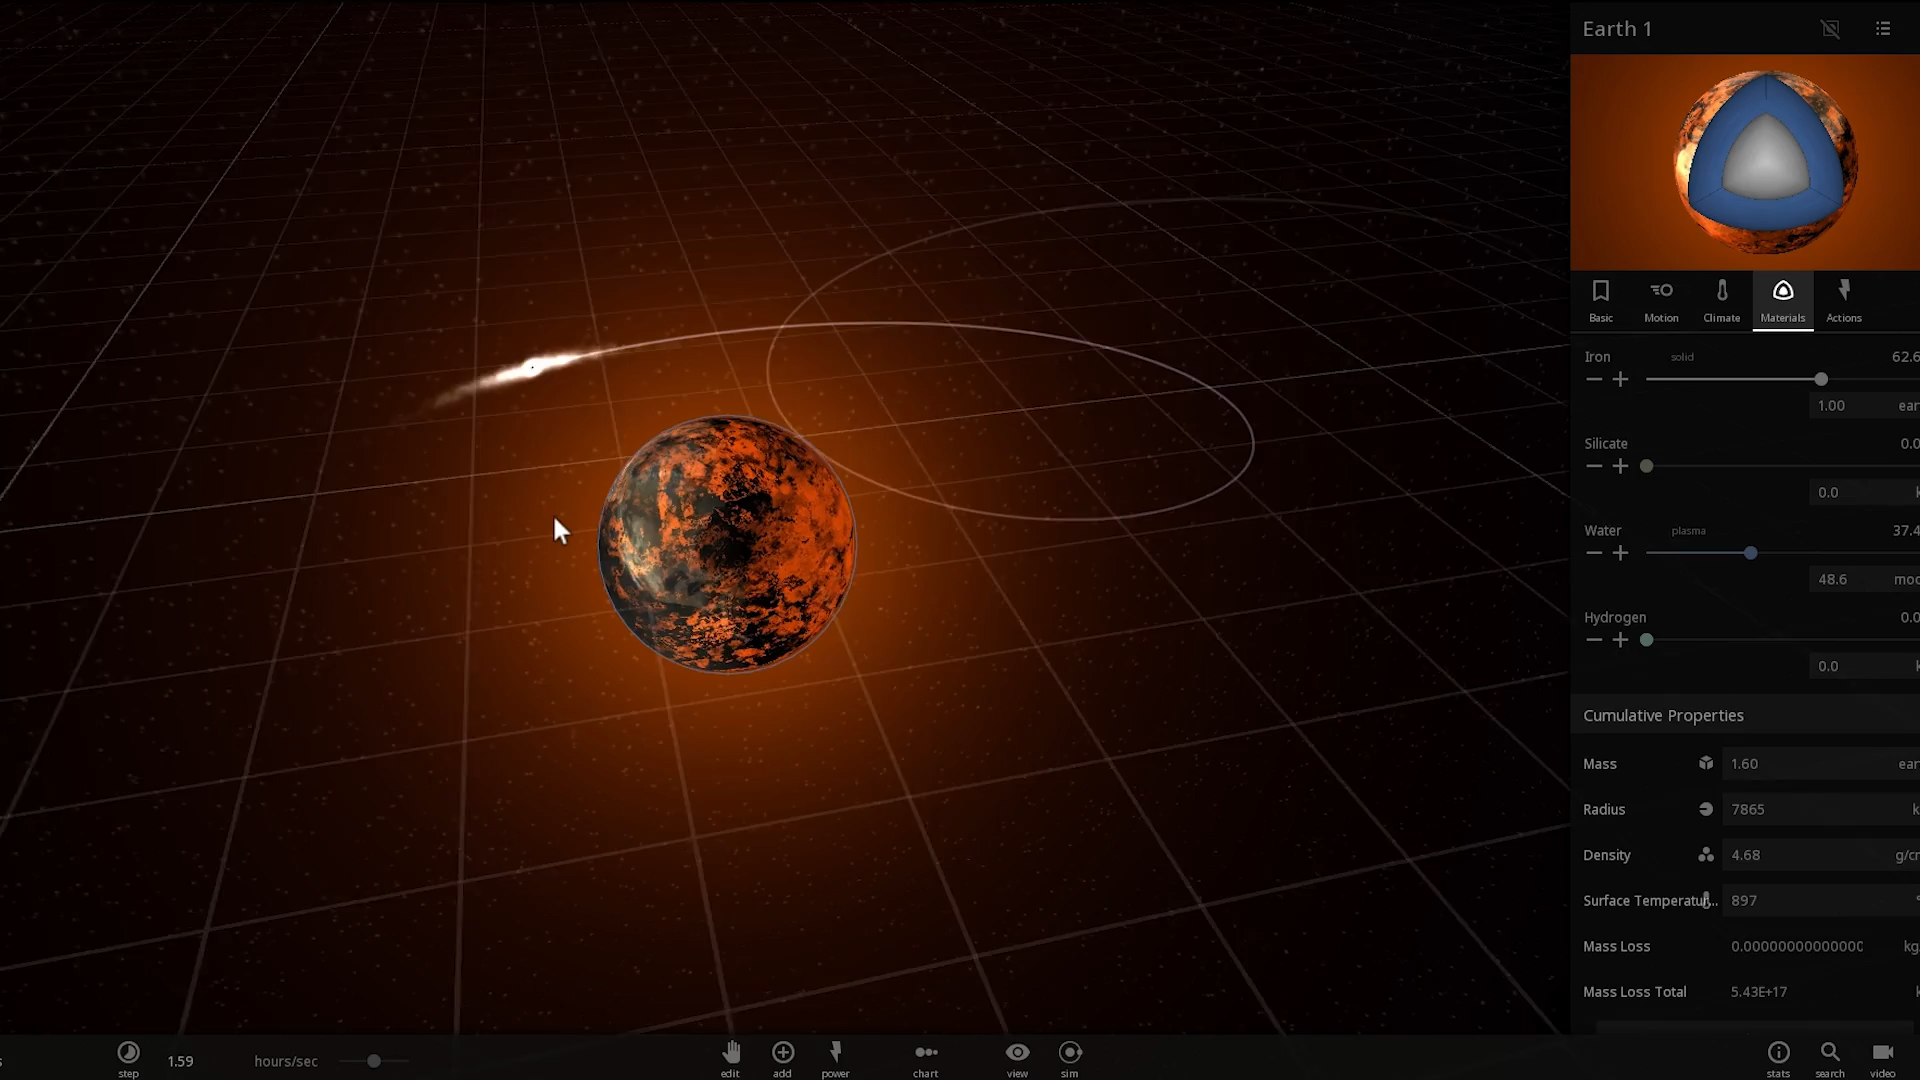 Earth 1
Basic Motion Climate Materials Actions
Iron solid 62.6
1.00 ear
Silicate 0.0
0.0 k
Water plasma 37.4
48.6 moo
Hydrogen 0.0
0.0 k
Cumulative Properties
Mass 1.60 ear
Radius 7865 k
Density 4.68 g/cr
Surface Temperatur... 897 °
Mass Loss 0.00000000000000 kg
Mass Loss Total 5.43E+17 k
s step 1.59 hours/sec edit add power chart view sim stats search video